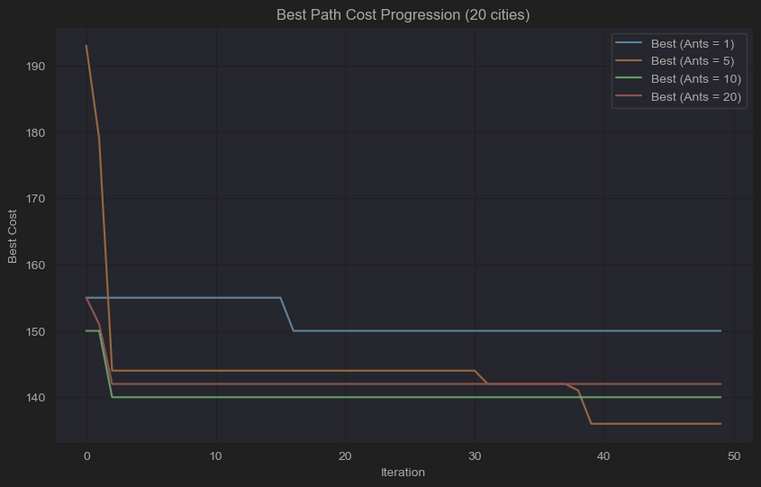 Best Path Cost Progression (20 cities)
Best (Ants = 1)
Best (Ants = 5)
Best (Ants = 10)
Best (Ants = 20)
Best Cost
190
180
170
160
150
140
0 10 20 30 40 50
Iteration